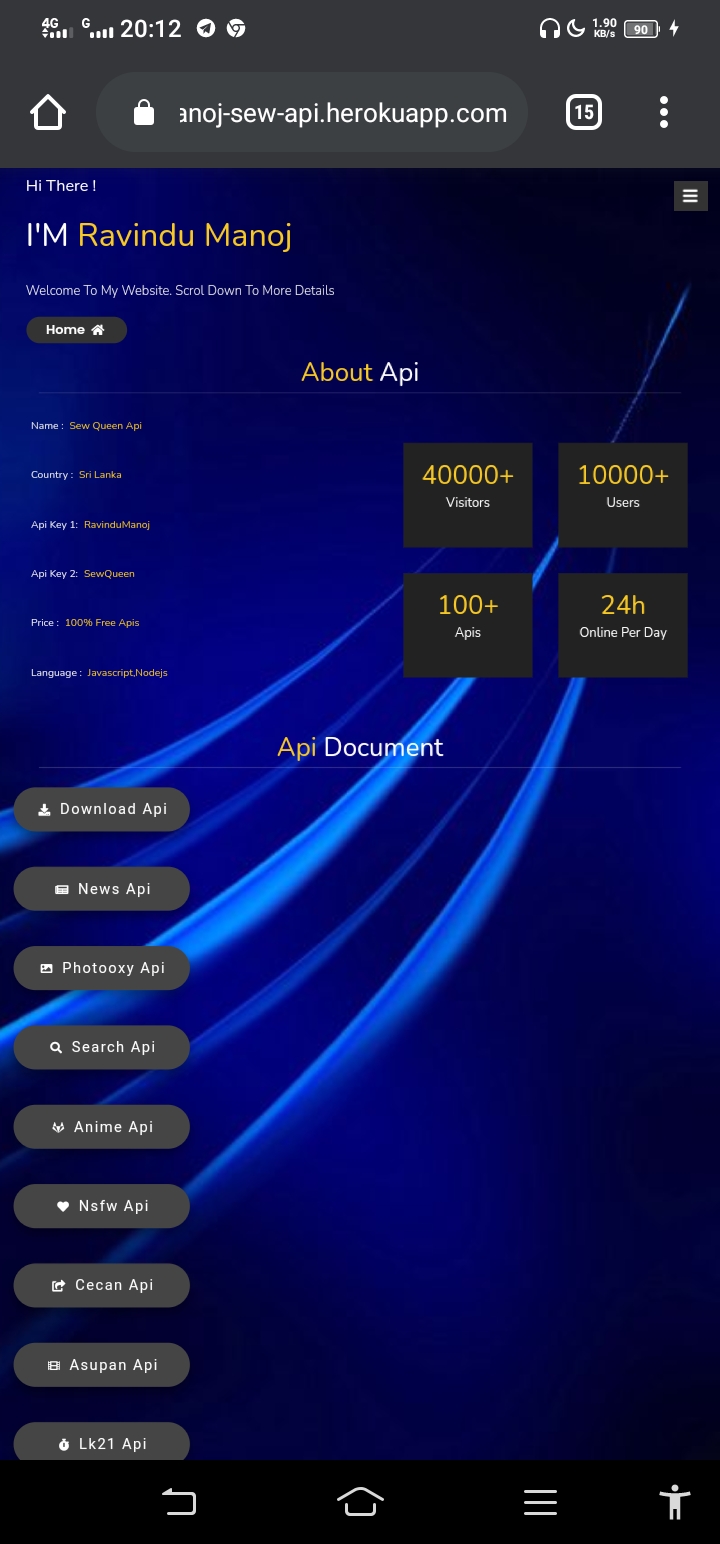 4G G 20:12 1.90 KB/s 90
anoj-sew-api.herokuapp.com 15
Hi There !
I'M Ravindu Manoj
Welcome To My Website. Scrol Down To More Details
Home
About Api
Name : Sew Queen Api
Country : Sri Lanka
Api Key 1: RavinduManoj
Api Key 2: SewQueen
Price : 100% Free Apis
Language : Javascript,Nodejs
40000+
Visitors
10000+
Users
100+
Apis
24h
Online Per Day
Api Document
Download Api
News Api
Photooxy Api
Search Api
Anime Api
Nsfw Api
Cecan Api
Asupan Api
Lk21 Api